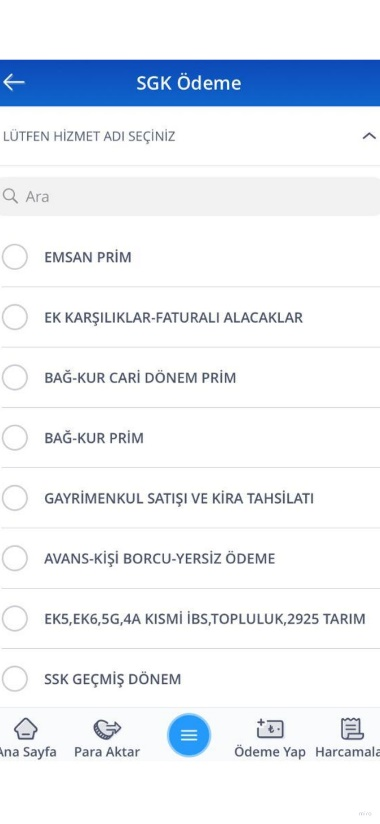 SGK Ödeme
LÜTFEN HİZMET ADI SEÇİNİZ
Ara
EMSAN PRİM
EK KARŞILIKLAR-FATURALI ALACAKLAR
BAĞ-KUR CARİ DÖNEM PRİM
BAĞ-KUR PRİM
GAYRİMENKUL SATIŞI VE KİRA TAHSİLATI
AVANS-KİŞİ BORCU-YERSİZ ÖDEME
EK5,EK6,5G,4A KISMİ İBS,TOPLULUK,2925 TARIM
SSK GEÇMİŞ DÖNEM
Ana Sayfa Para Aktar Ödeme Yap Harcamala